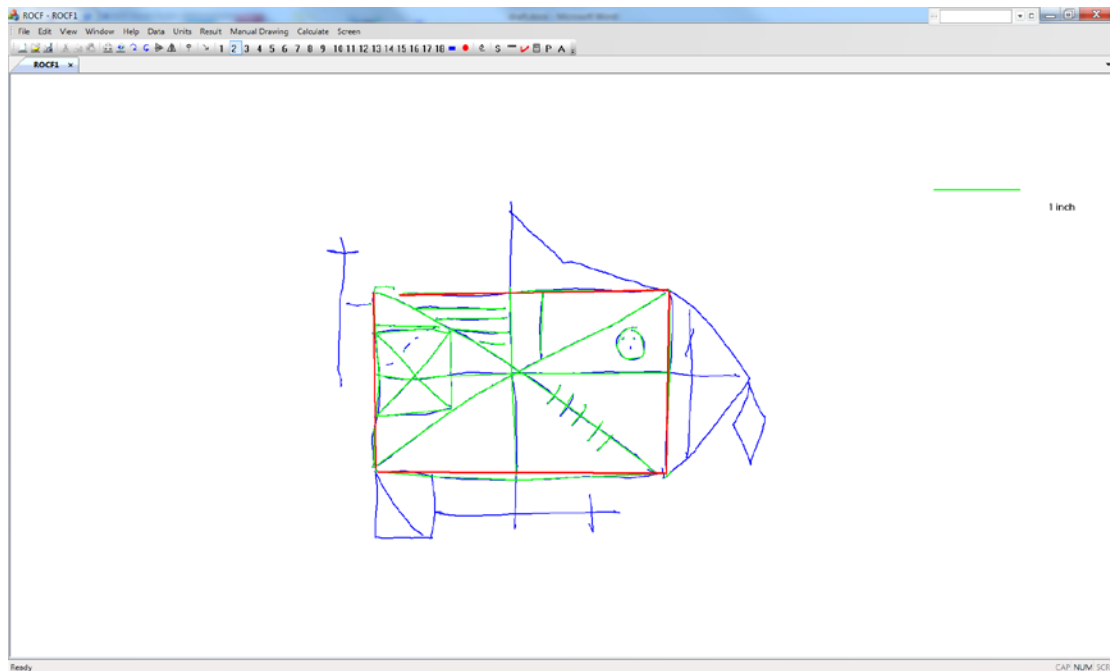 ROCF - ROCF1
File Edit View Window Help Data Units Result Manual Drawing Calculate Screen
1 2 3 4 5 6 7 8 9 10 11 12 13 14 15 16 17 18 S P A
ROCF1 ×
1 inch
Ready
CAP NUM SCR